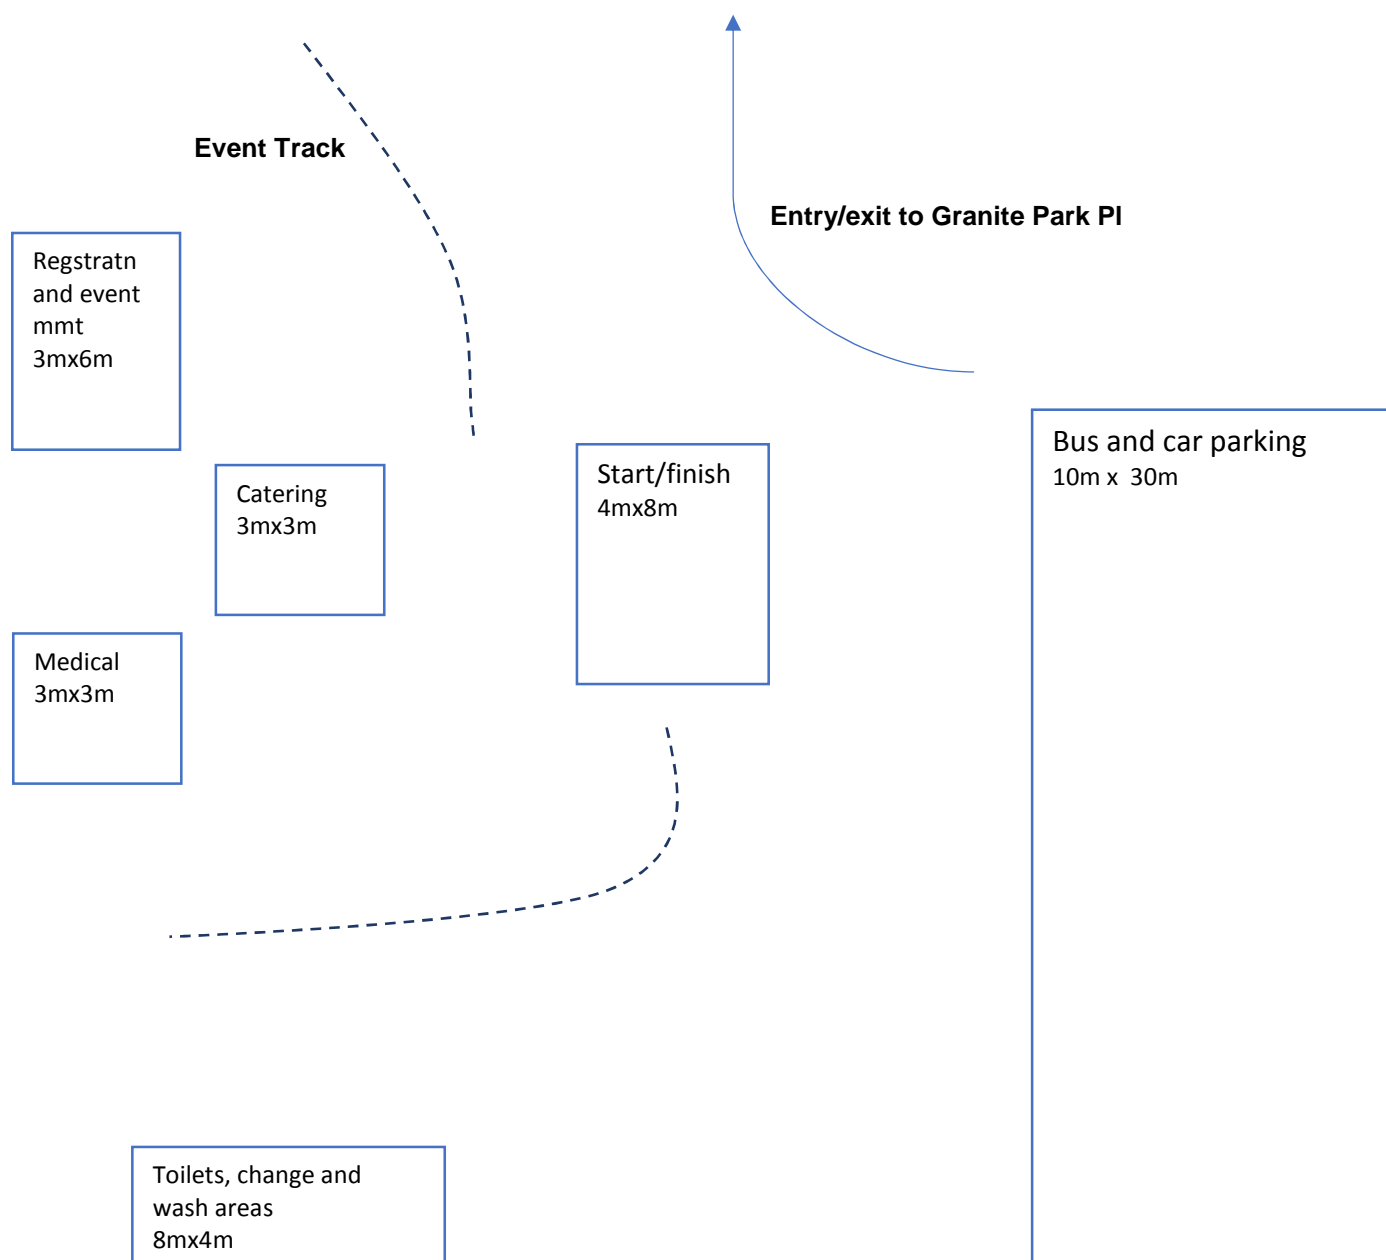 Event Track
Entry/exit to Granite Park Pl
Regstratn
and event
mmt
3mx6m
Bus and car parking
10m x  30m
Start/finish
4mx8m
Catering
3mx3m
Medical
3mx3m
Toilets, change and
wash areas
8mx4m